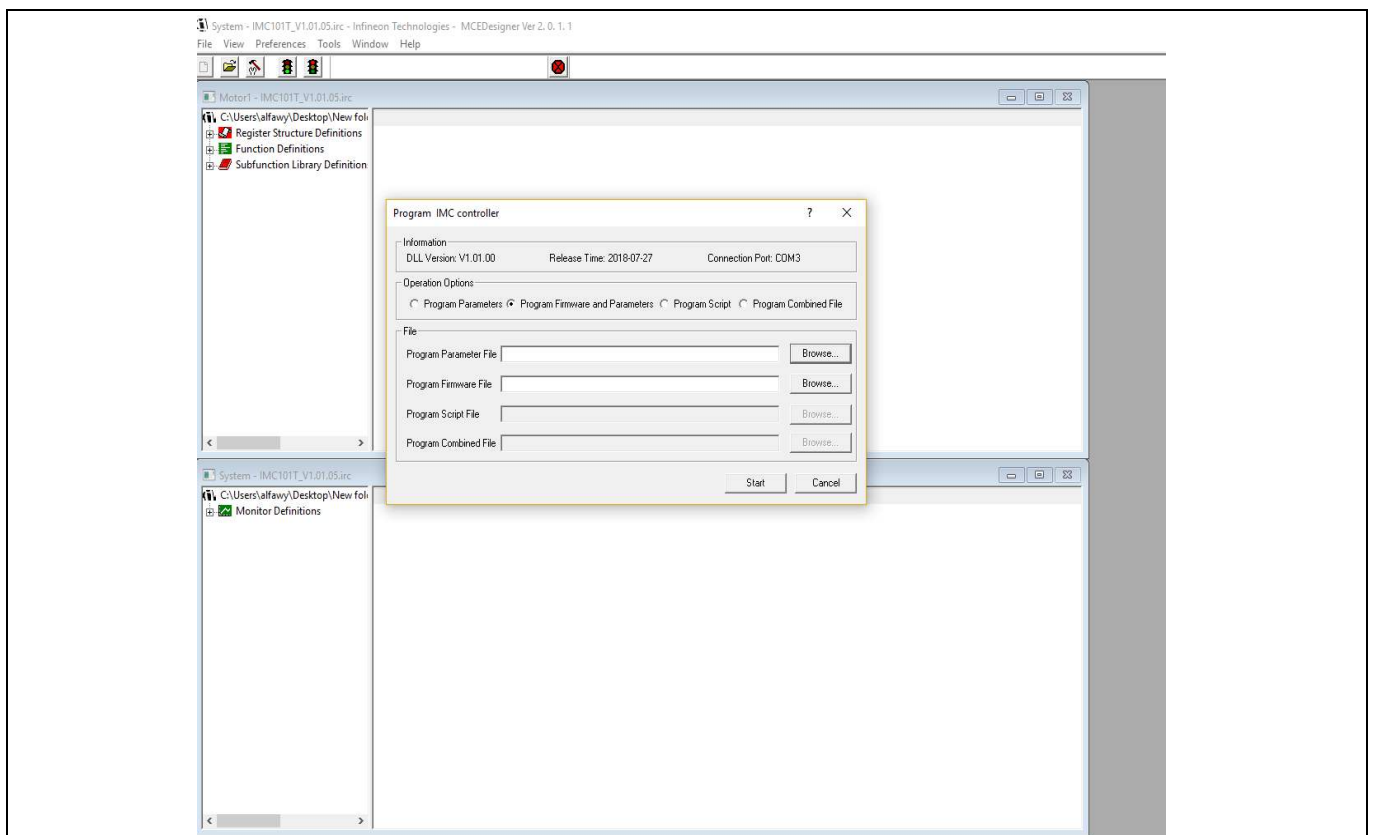 System - IMC101T_V1.01.05.irc - Infineon Technologies - MCEDesigner Ver 2. 0. 1. 1
File View Preferences Tools Window Help
Motor1 - IMC101T_V1.01.05.irc
C:\Users\alfawy\Desktop\New fol
Register Structure Definitions
Function Definitions
Subfunction Library Definition
Program IMC controller ? X
Information
DLL Version: V1.01.00 Release Time: 2018-07-27 Connection Port: COM3
Operation Options
Program Parameters Program Firmware and Parameters Program Script Program Combined File
File
Program Parameter File Browse...
Program Firmware File Browse...
Program Script File Browse...
Program Combined File Browse...
Start Cancel
System - IMC101T_V1.01.05.irc
C:\Users\alfawy\Desktop\New fol
Monitor Definitions